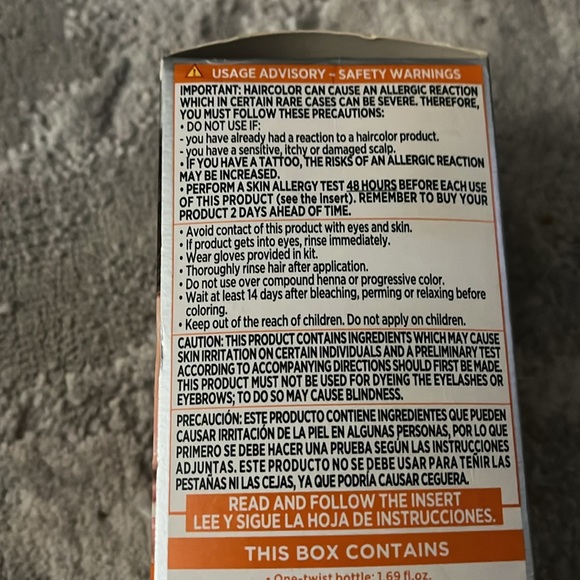 USAGE ADVISORY - SAFETY WARNINGS
IMPORTANT: HAIRCOLOR CAN CAUSE AN ALLERGIC REACTION
WHICH IN CERTAIN RARE CASES CAN BE SEVERE. THEREFORE,
YOU MUST FOLLOW THESE PRECAUTIONS:
• DO NOT USE IF:
- you have already had a reaction to a haircolor product.
- you have a sensitive, itchy or damaged scalp.
• IF YOU HAVE A TATTOO, THE RISKS OF AN ALLERGIC REACTION
MAY BE INCREASED.
• PERFORM A SKIN ALLERGY TEST 48 HOURS BEFORE EACH USE
OF THIS PRODUCT (see the insert). REMEMBER TO BUY YOUR
PRODUCT 2 DAYS AHEAD OF TIME.
• Avoid contact of this product with eyes and skin.
• If product gets into eyes, rinse immediately.
• Wear gloves provided in kit.
• Thoroughly rinse hair after application.
• Do not use over compound henna or progressive color.
• Wait at least 14 days after bleaching, perming or relaxing before
coloring.
• Keep out of the reach of children. Do not apply on children.
CAUTION: THIS PRODUCT CONTAINS INGREDIENTS WHICH MAY CAUSE
SKIN IRRITATION ON CERTAIN INDIVIDUALS AND A PRELIMINARY TEST
ACCORDING TO ACCOMPANYING DIRECTIONS SHOULD FIRST BE MADE.
THIS PRODUCT MUST NOT BE USED FOR DYEING THE EYELASHES OR
EYEBROWS; TO DO SO MAY CAUSE BLINDNESS.
PRECAUCIÓN: ESTE PRODUCTO CONTIENE INGREDIENTES QUE PUEDEN
CAUSAR IRRITACIÓN DE LA PIEL EN ALGUNAS PERSONAS, POR LO QUE
PRIMERO SE DEBE HACER UNA PRUEBA SEGÚN LAS INSTRUCCIONES
ADJUNTAS. ESTE PRODUCTO NO SE DEBE USAR PARA TEÑIR LAS
PESTAÑAS NI LAS CEJAS, YA QUE PODRÍA CAUSAR CEGUERA.
READ AND FOLLOW THE INSERT
LEE Y SIGUE LA HOJA DE INSTRUCCIONES.
THIS BOX CONTAINS
• One-twist bottle: 1.69 fl.oz.